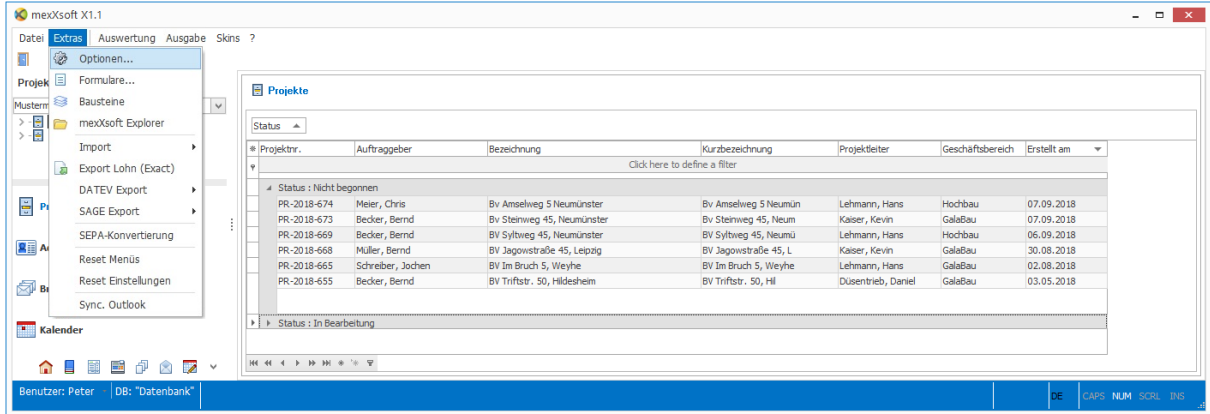 mexXsoft X1.1
Datei Extras Auswertung Ausgabe Skins ?
Optionen...
Formulare...
Bausteine
mexXsoft Explorer
Import
Export Lohn (Exact)
DATEV Export
SAGE Export
SEPA-Konvertierung
Reset Menüs
Reset Einstellungen
Sync. Outlook
Projek
Musterm
Kalender
Projekte
Status
Projektnr. Auftraggeber Bezeichnung Kurzbezeichnung Projektleiter Geschäftsbereich Erstellt am
Click here to define a filter
Status : Nicht begonnen
PR-2018-674 Meier, Chris Bv Amselweg 5 Neumünster Bv Amselweg 5 Neumün Lehmann, Hans Hochbau 07.09.2018
PR-2018-673 Becker, Bernd Bv Steinweg 45, Neumünster Bv Steinweg 45, Neum Kaiser, Kevin GalaBau 07.09.2018
PR-2018-669 Becker, Bernd BV Syltweg 45, Neumünster BV Syltweg 45, Neumü Lehmann, Hans Hochbau 06.09.2018
PR-2018-668 Müller, Bernd BV Jagowstraße 45, Leipzig BV Jagowstraße 45, L Kaiser, Kevin GalaBau 30.08.2018
PR-2018-665 Schreiber, Jochen BV Im Bruch 5, Weyhe BV Im Bruch 5, Weyhe Lehmann, Hans GalaBau 02.08.2018
PR-2018-655 Becker, Bernd BV Triftstr. 50, Hildesheim BV Triftstr. 50, Hil Düsentrieb, Daniel GalaBau 03.05.2018
Status : In Bearbeitung
Benutzer: Peter DB: "Datenbank" DE CAPS NUM SCRL INS